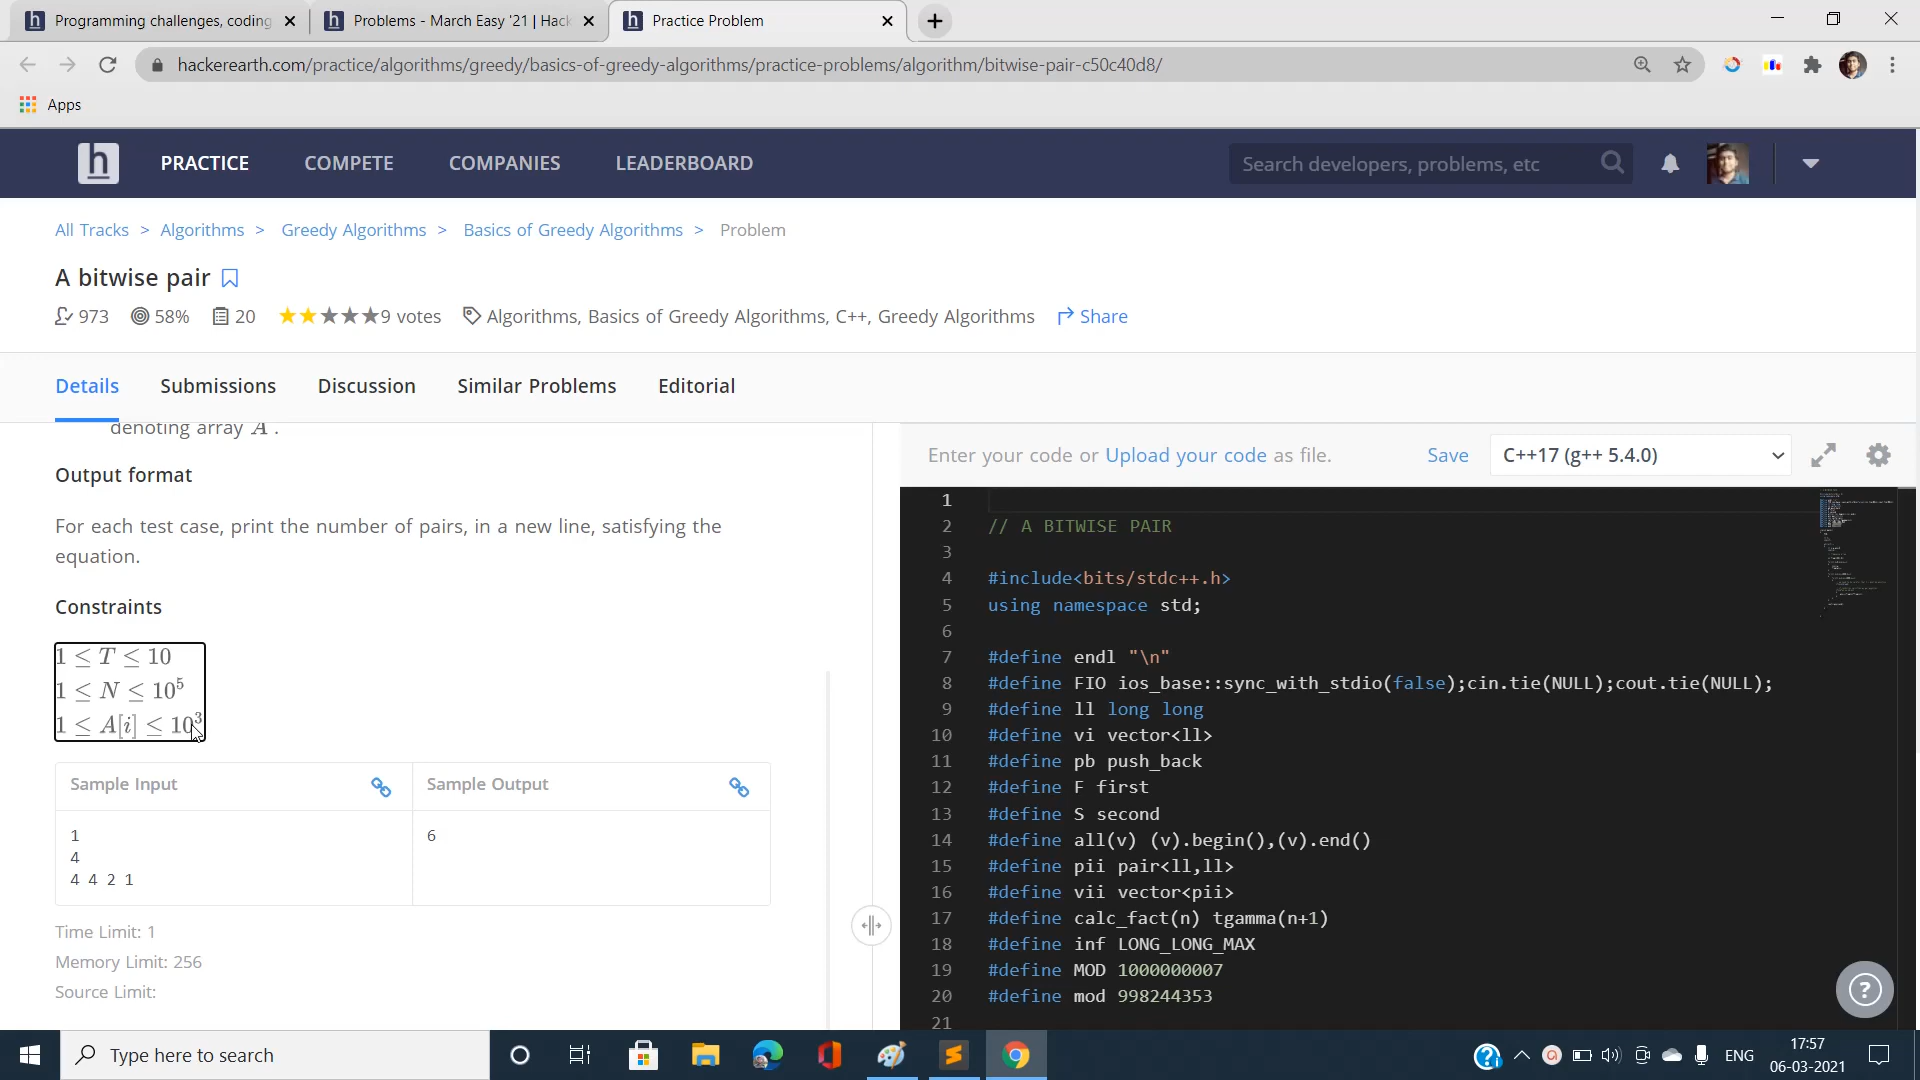 Programming challenges, coding
Problems - March Easy '21 | Hack
Practice Problem
hackerearth.com/practice/algorithms/greedy/basics-of-greedy-algorithms/practice-problems/algorithm/bitwise-pair-c50c40d8/
Apps
h PRACTICE COMPETE COMPANIES LEADERBOARD Search developers, problems, etc
All Tracks > Algorithms > Greedy Algorithms > Basics of Greedy Algorithms > Problem
A bitwise pair
973 58% 20 ★★★★★9 votes Algorithms, Basics of Greedy Algorithms, C++, Greedy Algorithms Share
Details Submissions Discussion Similar Problems Editorial
denoting array A .
Output format
For each test case, print the number of pairs, in a new line, satisfying the
equation.
Constraints
1 ≤ T ≤ 10
1 ≤ N ≤ 10⁵
1 ≤ A[i] ≤ 10³
Sample Input Sample Output
1 6
4
4 4 2 1
Time Limit: 1
Memory Limit: 256
Source Limit:
Enter your code or Upload your code as file. Save C++17 (g++ 5.4.0)
1
2 // A BITWISE PAIR
3
4 #include<bits/stdc++.h>
5 using namespace std;
6
7 #define endl "\n"
8 #define FIO ios_base::sync_with_stdio(false);cin.tie(NULL);cout.tie(NULL);
9 #define ll long long
10 #define vi vector<ll>
11 #define pb push_back
12 #define F first
13 #define S second
14 #define all(v) (v).begin(),(v).end()
15 #define pii pair<ll,ll>
16 #define vii vector<pii>
17 #define calc_fact(n) tgamma(n+1)
18 #define inf LONG_LONG_MAX
19 #define MOD 1000000007
20 #define mod 998244353
21
?
Type here to search
ENG
17:57
06-03-2021